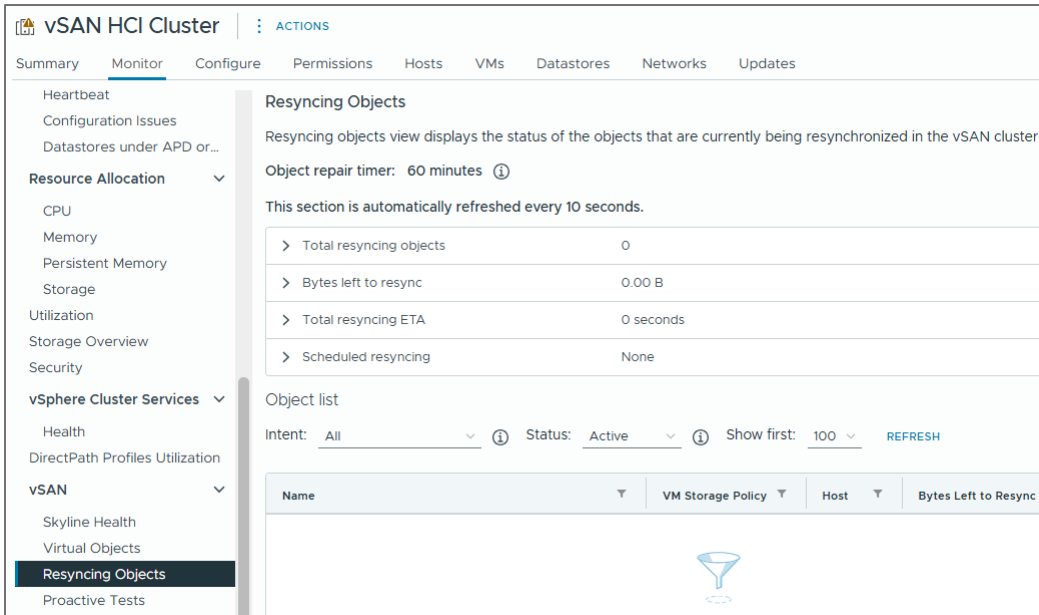 vSAN HCI Cluster ACTIONS
Summary Monitor Configure Permissions Hosts VMs Datastores Networks Updates
Heartbeat
Configuration Issues
Datastores under APD or...
Resource Allocation
CPU
Memory
Persistent Memory
Storage
Utilization
Storage Overview
Security
vSphere Cluster Services
Health
DirectPath Profiles Utilization
vSAN
Skyline Health
Virtual Objects
Resyncing Objects
Proactive Tests
Resyncing Objects
Resyncing objects view displays the status of the objects that are currently being resynchronized in the vSAN cluster
Object repair timer: 60 minutes
This section is automatically refreshed every 10 seconds.
Total resyncing objects 0
Bytes left to resync 0.00 B
Total resyncing ETA 0 seconds
Scheduled resyncing None
Object list
Intent: All Status: Active Show first: 100 REFRESH
Name VM Storage Policy Host Bytes Left to Resync